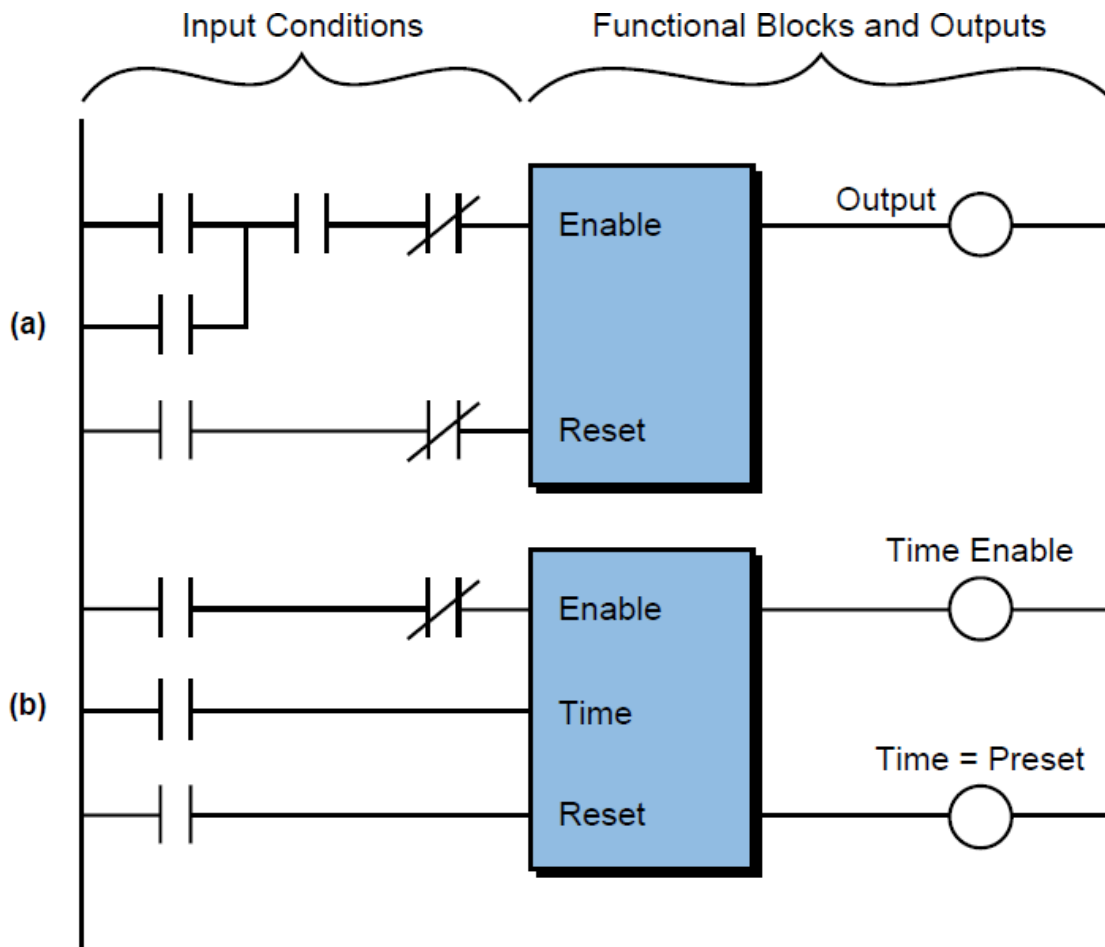 Input Conditions
Functional Blocks and Outputs
(a)
Enable
Output
Reset
(b)
Enable
Time Enable
Time
Reset
Time = Preset